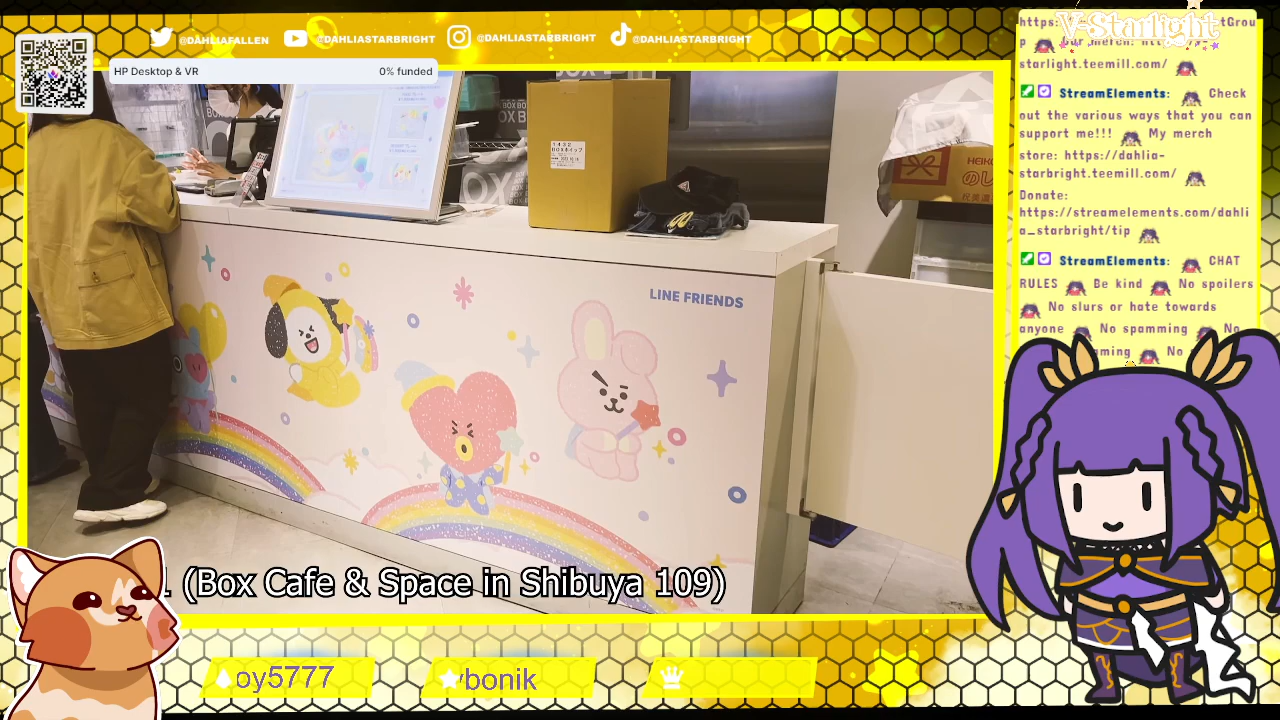 @DAHLIAFALLEN
@DAHLIASTARBRIGHT
@DAHLIASTARBRIGHT
@DAHLIASTARBRIGHT
HP Desktop & VR
0% funded
LINE FRIENDS
(Box Cafe & Space in Shibuya 109)
oy5777
bonik
V-Starlight
https:
starlight.teemill.com/
StreamElements: Check
out the various ways that you can
support me!!! My merch
store: https://dahlia-
starbright.teemill.com/
Donate:
https://streamelements.com/dahli
a_starbright/tip
StreamElements: CHAT
RULES Be kind No spoilers
No slurs or hate towards
anyone No spamming No
No